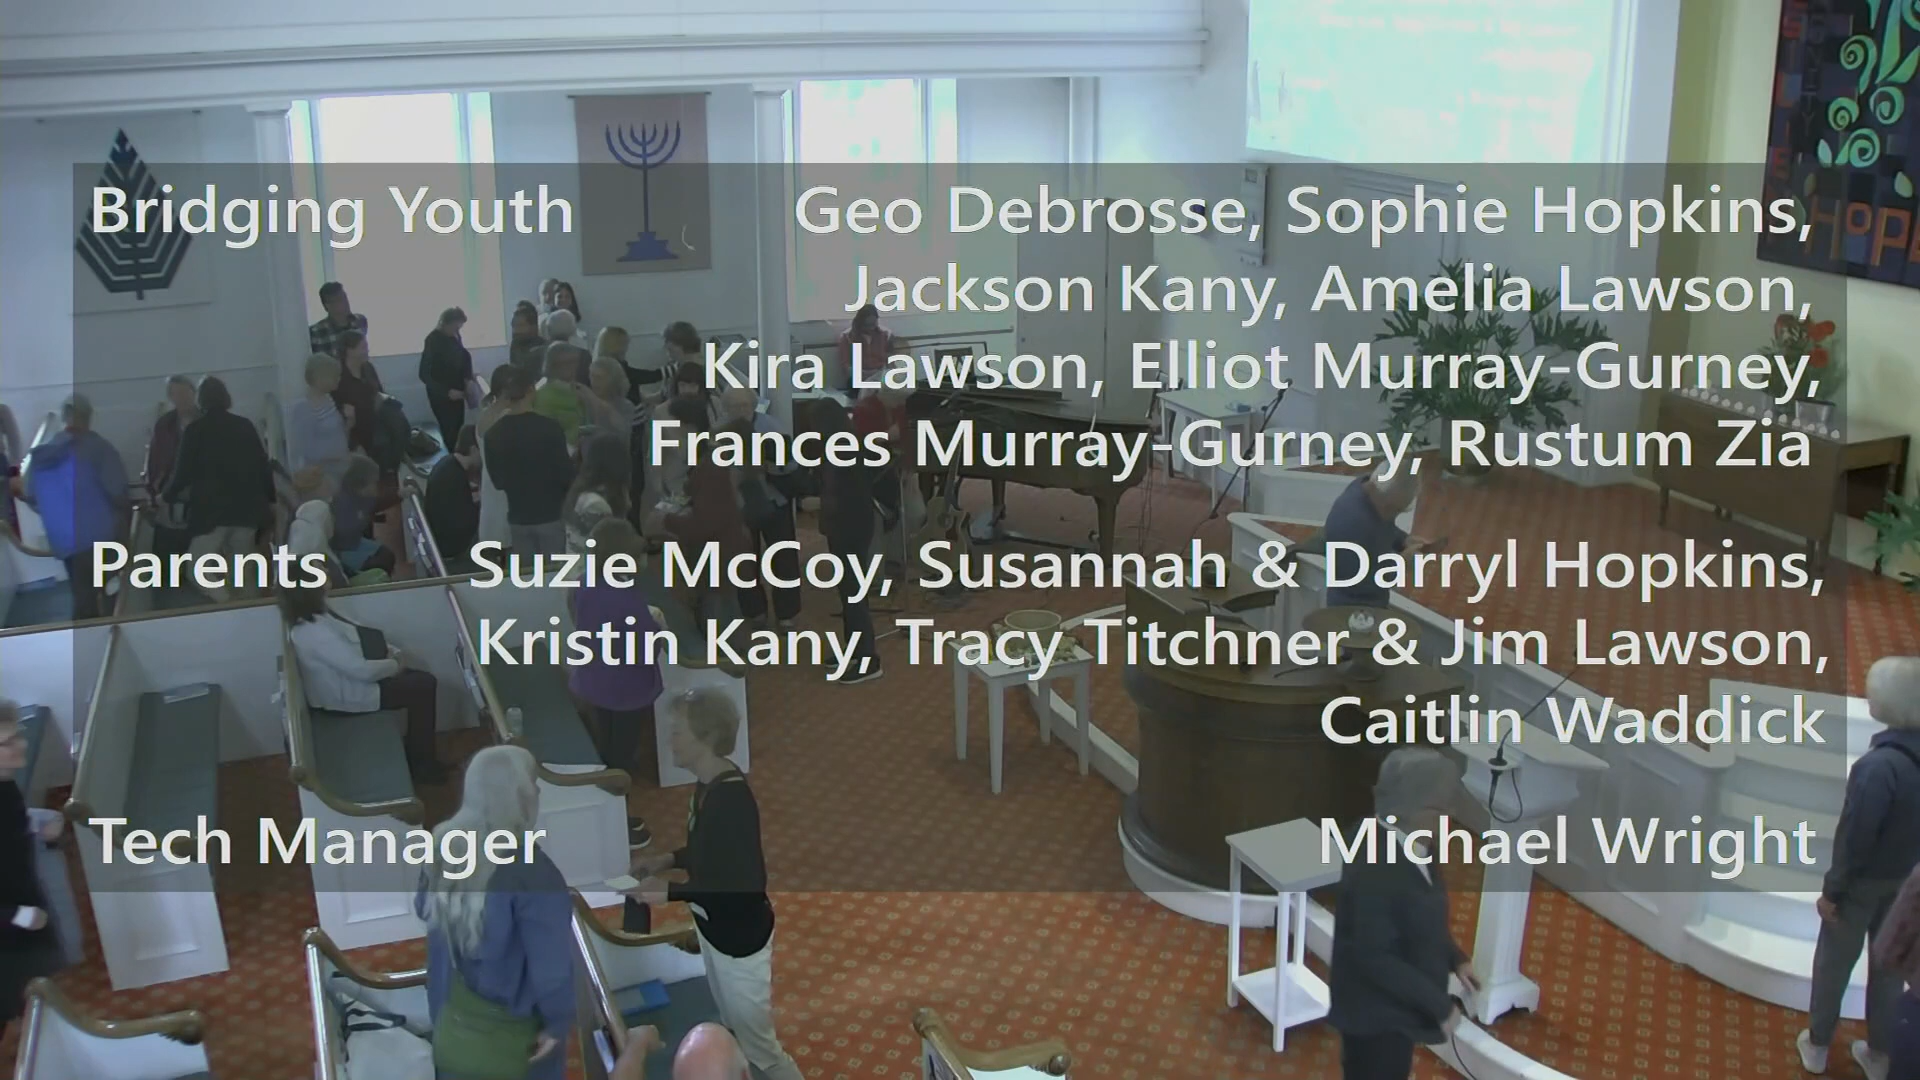 Bridging Youth Geo Debrosse, Sophie Hopkins,
Jackson Kany, Amelia Lawson,
Kira Lawson, Elliot Murray-Gurney,
Frances Murray-Gurney, Rustum Zia
Parents Suzie McCoy, Susannah & Darryl Hopkins,
Kristin Kany, Tracy Titchner & Jim Lawson,
Caitlin Waddick
Tech Manager Michael Wright
HOPE